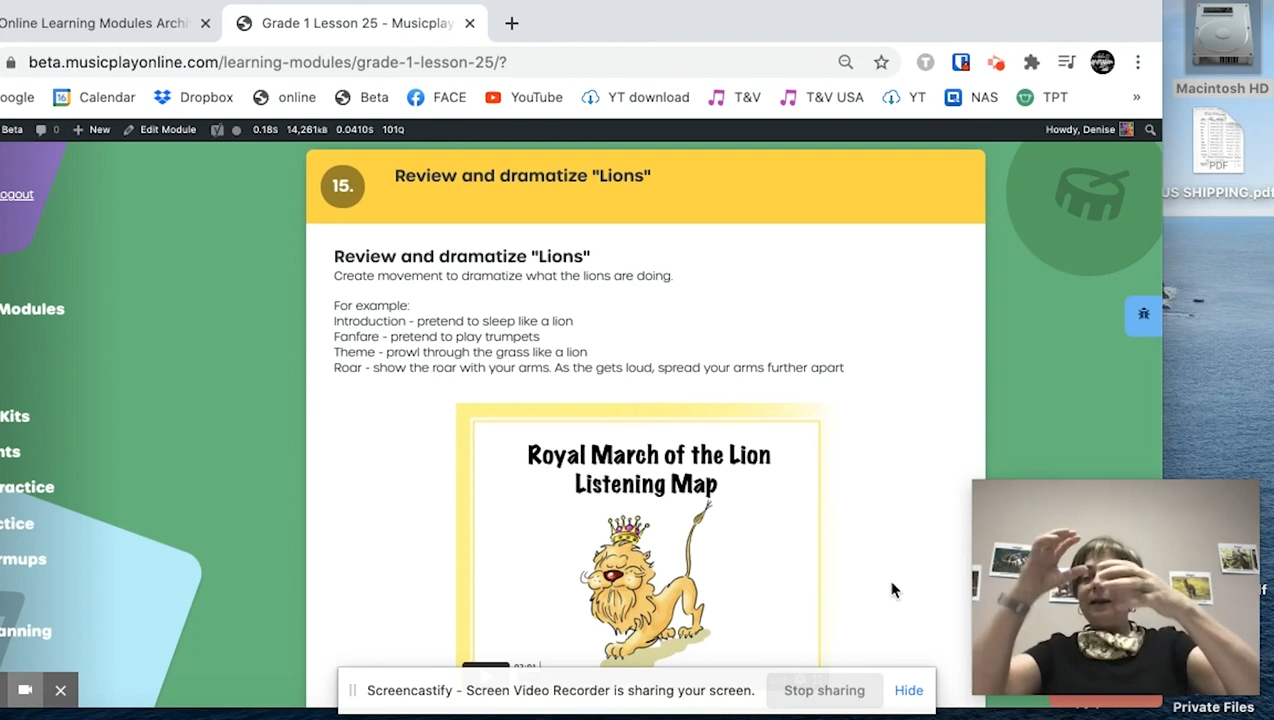 Online Learning Modules Archi
Grade 1 Lesson 25 - Musicplay
beta.musicplayonline.com/learning-modules/grade-1-lesson-25/?
oogle
16 Calendar
Dropbox
online
Beta
FACE
YouTube
YT download
T&V
T&V USA
YT
NAS
TPT
»
Beta
0
New
Edit Module
0.18s 14,261kB 0.0410s 101Q
Howdy, Denise
Macintosh HD
PDF
US SHIPPING.pdf
ogout
Modules
Kits
nts
ractice
ctice
rmups
anning
15. Review and dramatize "Lions"
Review and dramatize "Lions"
Create movement to dramatize what the lions are doing.
For example:
Introduction - pretend to sleep like a lion
Fanfare - pretend to play trumpets
Theme - prowl through the grass like a lion
Roar - show the roar with your arms. As the gets loud, spread your arms further apart
Royal March of the Lion
Listening Map
Screencastify - Screen Video Recorder is sharing your screen.
Stop sharing
Hide
Private Files